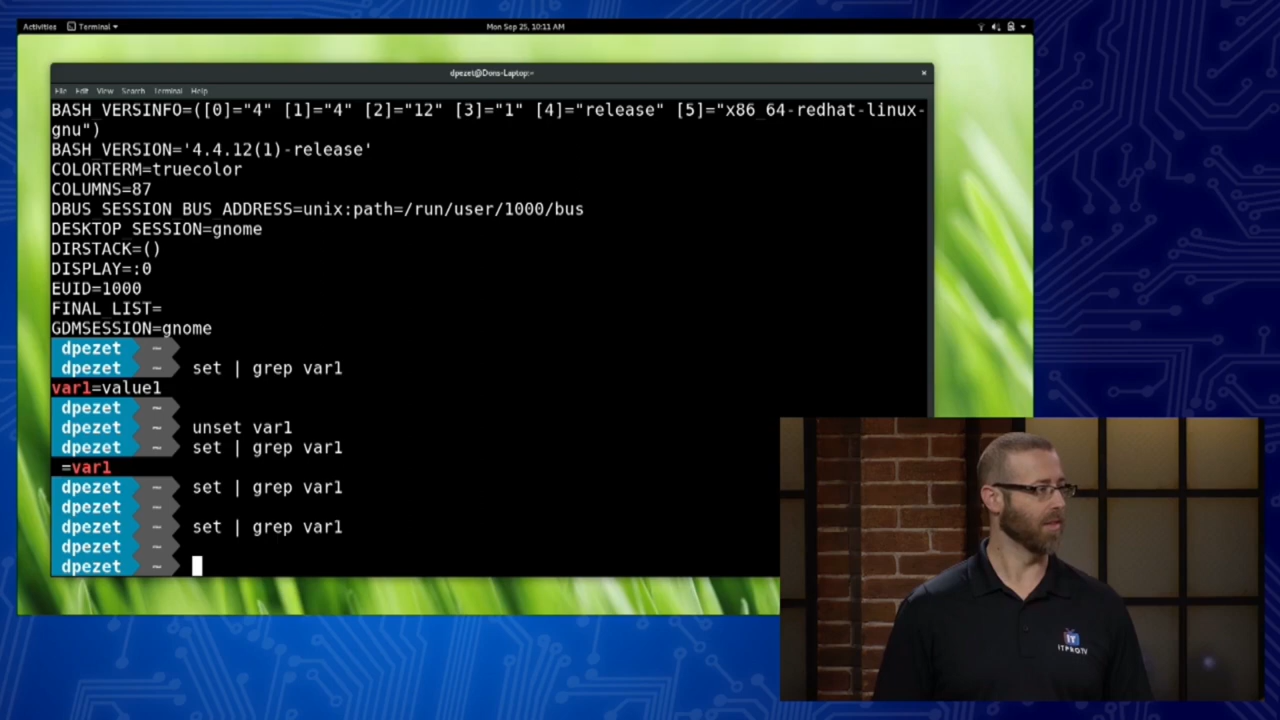 Activities Terminal Mon Sep 25, 10:11 AM
dpezet@Dons-Laptop:~ ×
File Edit View Search Terminal Help
BASH_VERSINFO=([0]="4" [1]="4" [2]="12" [3]="1" [4]="release" [5]="x86_64-redhat-linux-
gnu")
BASH_VERSION='4.4.12(1)-release'
COLORTERM=truecolor
COLUMNS=87
DBUS_SESSION_BUS_ADDRESS=unix:path=/run/user/1000/bus
DESKTOP_SESSION=gnome
DIRSTACK=()
DISPLAY=:0
EUID=1000
FINAL_LIST=
GDMSESSION=gnome
dpezet ~
dpezet ~ set | grep var1
var1=value1
dpezet ~
dpezet ~ unset var1
dpezet ~ set | grep var1
_=var1
dpezet ~ set | grep var1
dpezet ~
dpezet ~ set | grep var1
dpezet ~
dpezet ~
IT
ITPROTV